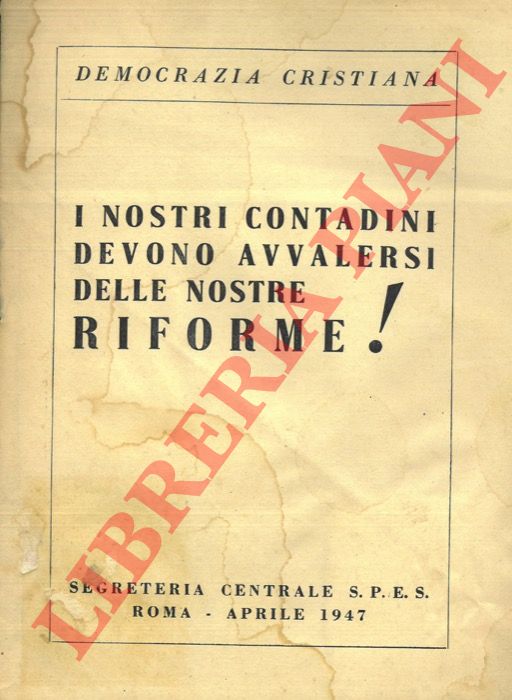 DEMOCRAZIA CRISTIANA
I NOSTRI CONTADINI
DEVONO AVVALERSI
DELLE NOSTRE
RIFORME!
SEGRETERIA CENTRALE S. P. E. S.
ROMA - APRILE 1947
LIBRERIA PIANI